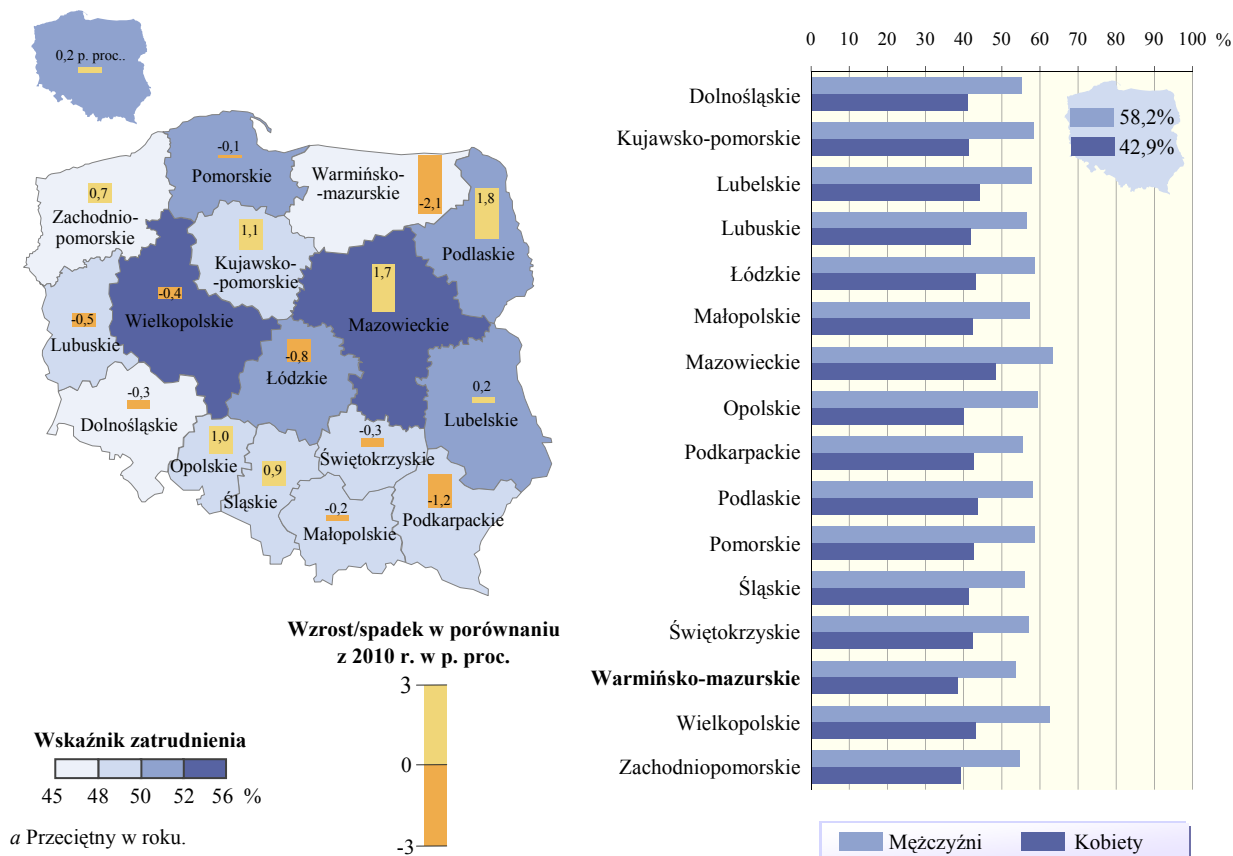 0,2 p. proc..
-0,1
Pomorskie
Warmińsko-
-mazurskie
-2,1
0,7
Zachodnio-
pomorskie
1,8
Podlaskie
1,1
Kujawsko-
-pomorskie
-0,4
Wielkopolskie
1,7
Mazowieckie
-0,5
Lubuskie
-0,8
Łódzkie
-0,3
Dolnośląskie
0,2
Lubelskie
1,0
Opolskie
-0,3
Świętokrzyskie
0,9
Śląskie
-0,2
Małopolskie
-1,2
Podkarpackie
Wzrost/spadek w porównaniu
z 2010 r. w p. proc.
3
0
-3
Wskaźnik zatrudnienia
45 48 50 52 56 %
a Przeciętny w roku.
0 10 20 30 40 50 60 70 80 90 100 %
58,2%
42,9%
Dolnośląskie
Kujawsko-pomorskie
Lubelskie
Lubuskie
Łódzkie
Małopolskie
Mazowieckie
Opolskie
Podkarpackie
Podlaskie
Pomorskie
Śląskie
Świętokrzyskie
Warmińsko-mazurskie
Wielkopolskie
Zachodniopomorskie
Mężczyźni Kobiety